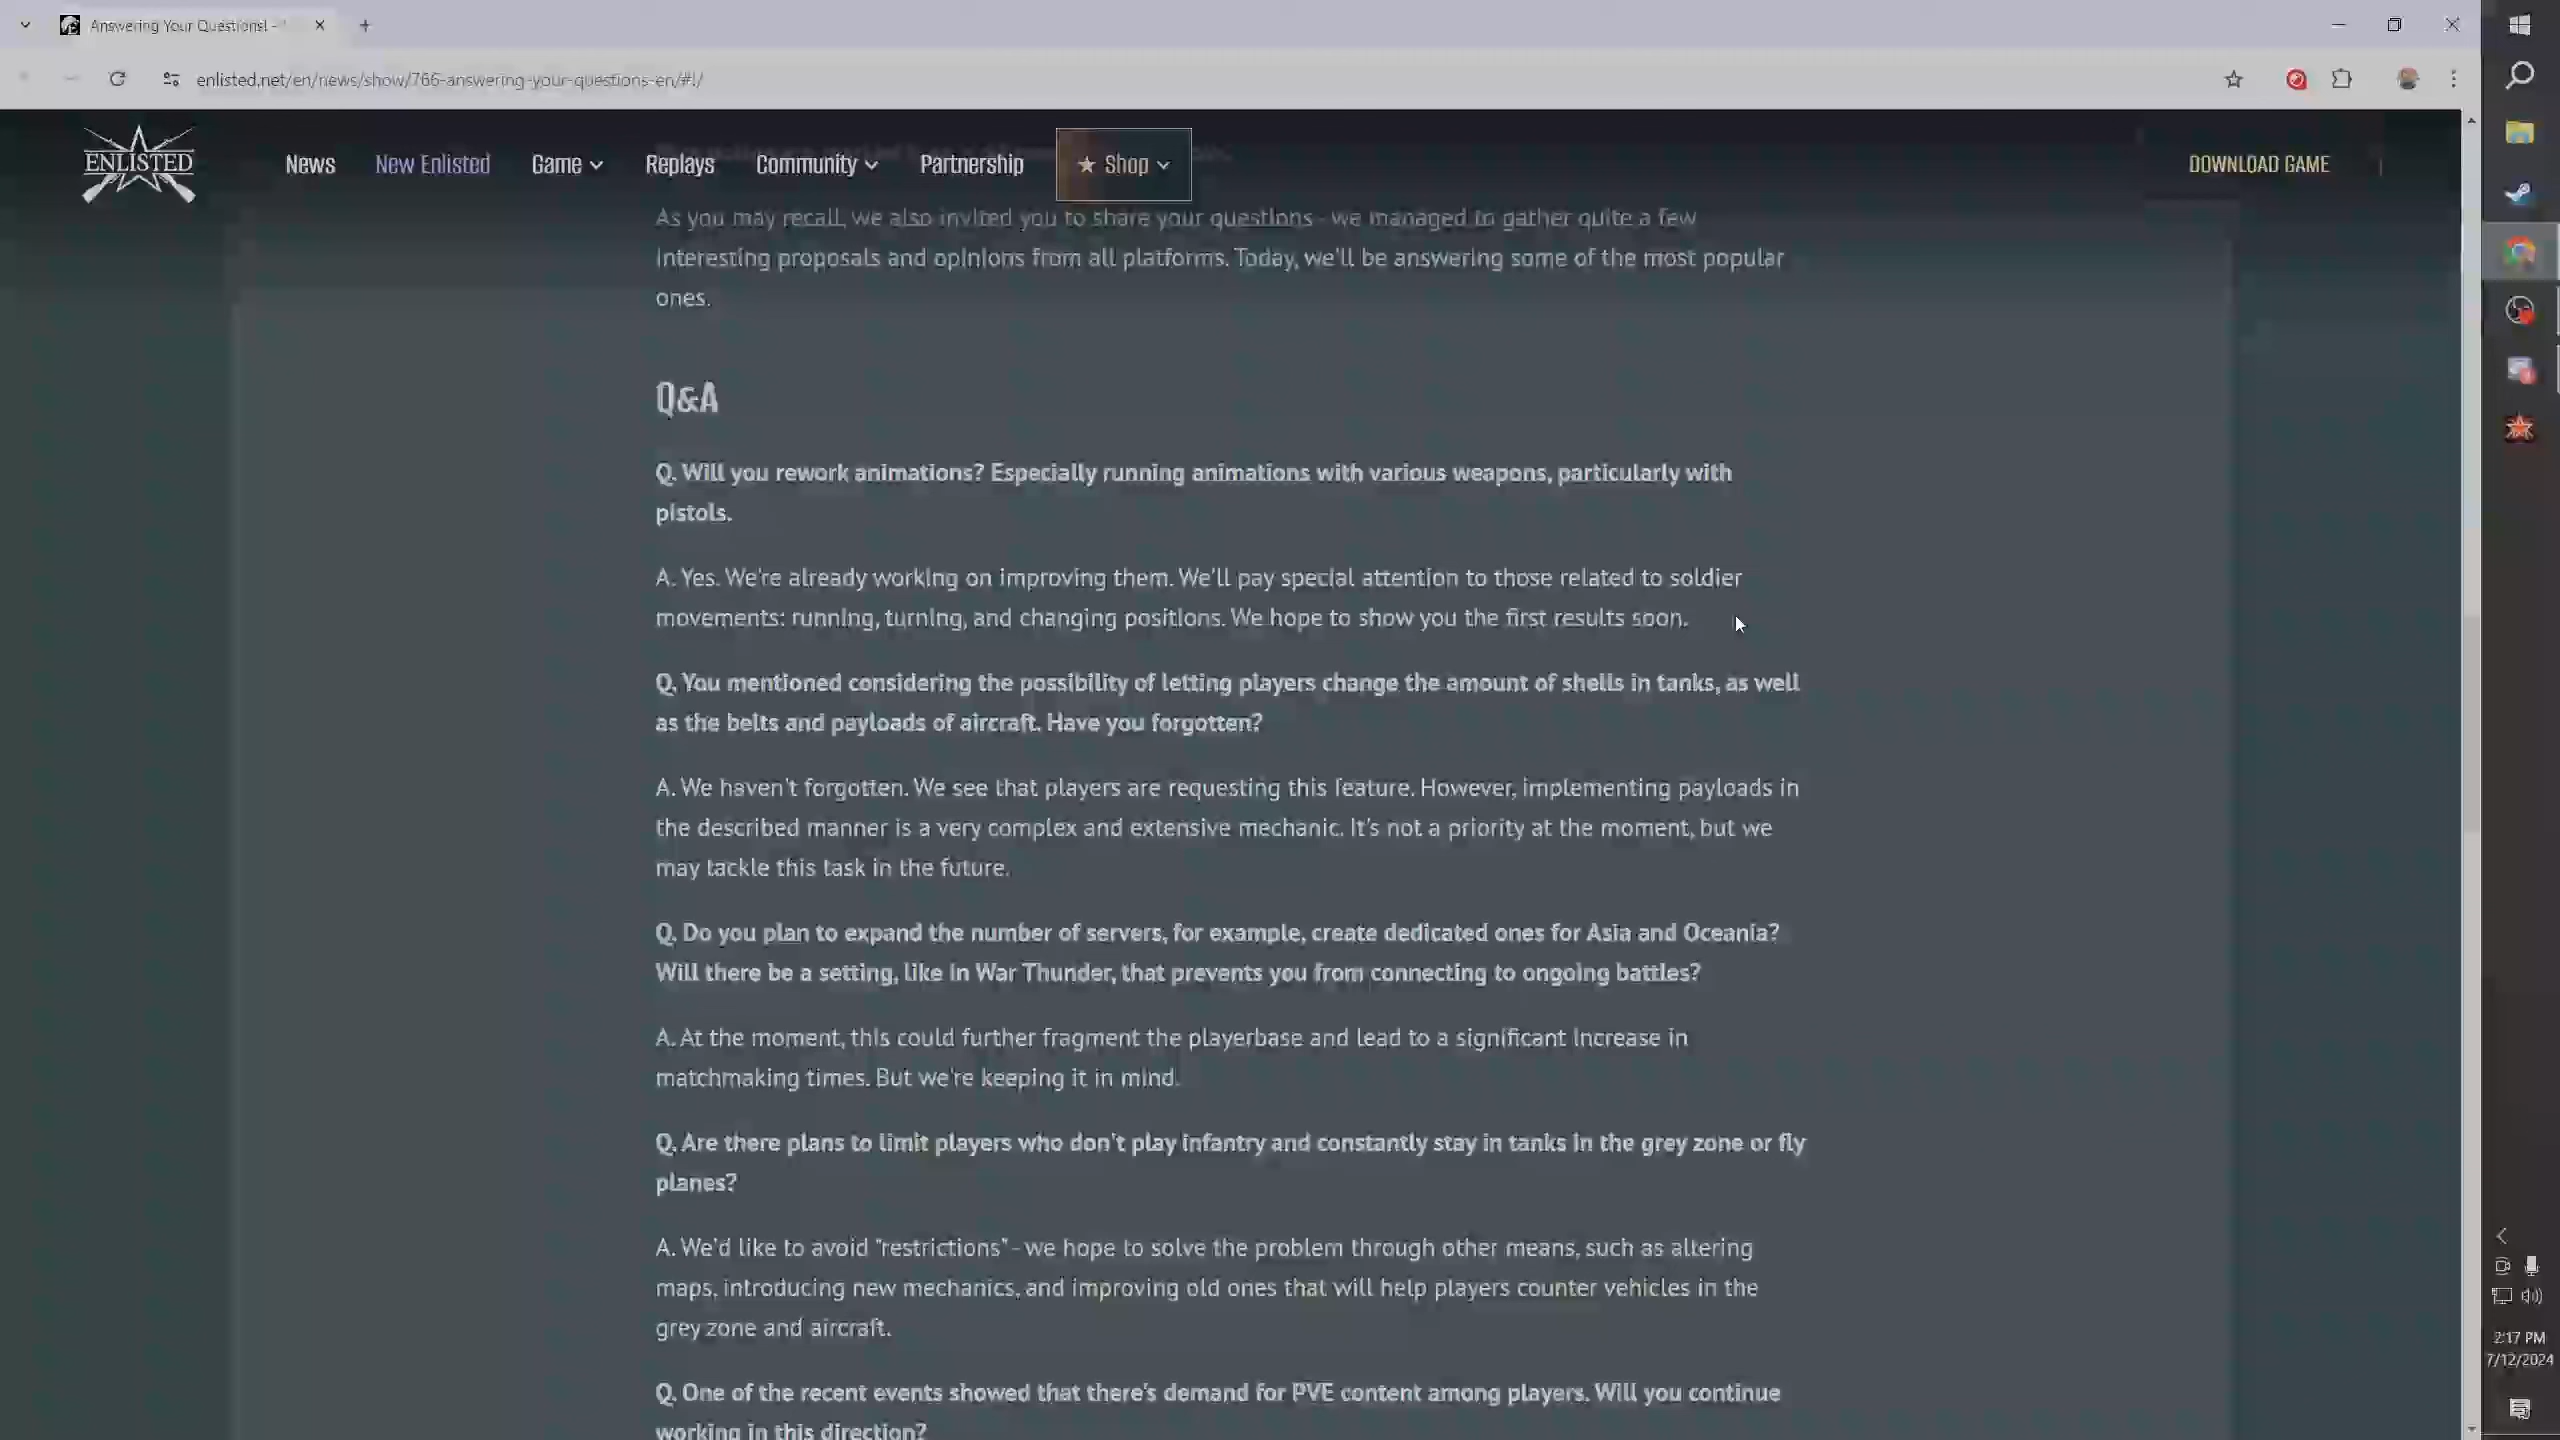 Answering Your Questions! -
enlisted.net/en/news/show/766-answering-your-questions-en/#!/
ENLISTED
News
New Enlisted
Game
Replays
Community
Partnership
★ Shop
DOWNLOAD GAME
As you may recall, we also invited you to share your questions - we managed to gather quite a few
interesting proposals and opinions from all platforms. Today, we'll be answering some of the most popular
ones.
Q&A
Q. Will you rework animations? Especially running animations with various weapons, particularly with
pistols.
A. Yes. We're already working on improving them. We'll pay special attention to those related to soldier
movements: running, turning, and changing positions. We hope to show you the first results soon.
Q. You mentioned considering the possibility of letting players change the amount of shells in tanks, as well
as the belts and payloads of aircraft. Have you forgotten?
A. We haven't forgotten. We see that players are requesting this feature. However, implementing payloads in
the described manner is a very complex and extensive mechanic. It's not a priority at the moment, but we
may tackle this task in the future.
Q. Do you plan to expand the number of servers, for example, create dedicated ones for Asia and Oceania?
Will there be a setting, like in War Thunder, that prevents you from connecting to ongoing battles?
A. At the moment, this could further fragment the playerbase and lead to a significant increase in
matchmaking times. But we're keeping it in mind.
Q. Are there plans to limit players who don't play infantry and constantly stay in tanks in the grey zone or fly
planes?
A. We'd like to avoid "restrictions" - we hope to solve the problem through other means, such as altering
maps, introducing new mechanics, and improving old ones that will help players counter vehicles in the
grey zone and aircraft.
Q. One of the recent events showed that there's demand for PVE content among players. Will you continue
working in this direction?
2:17 PM
7/12/2024